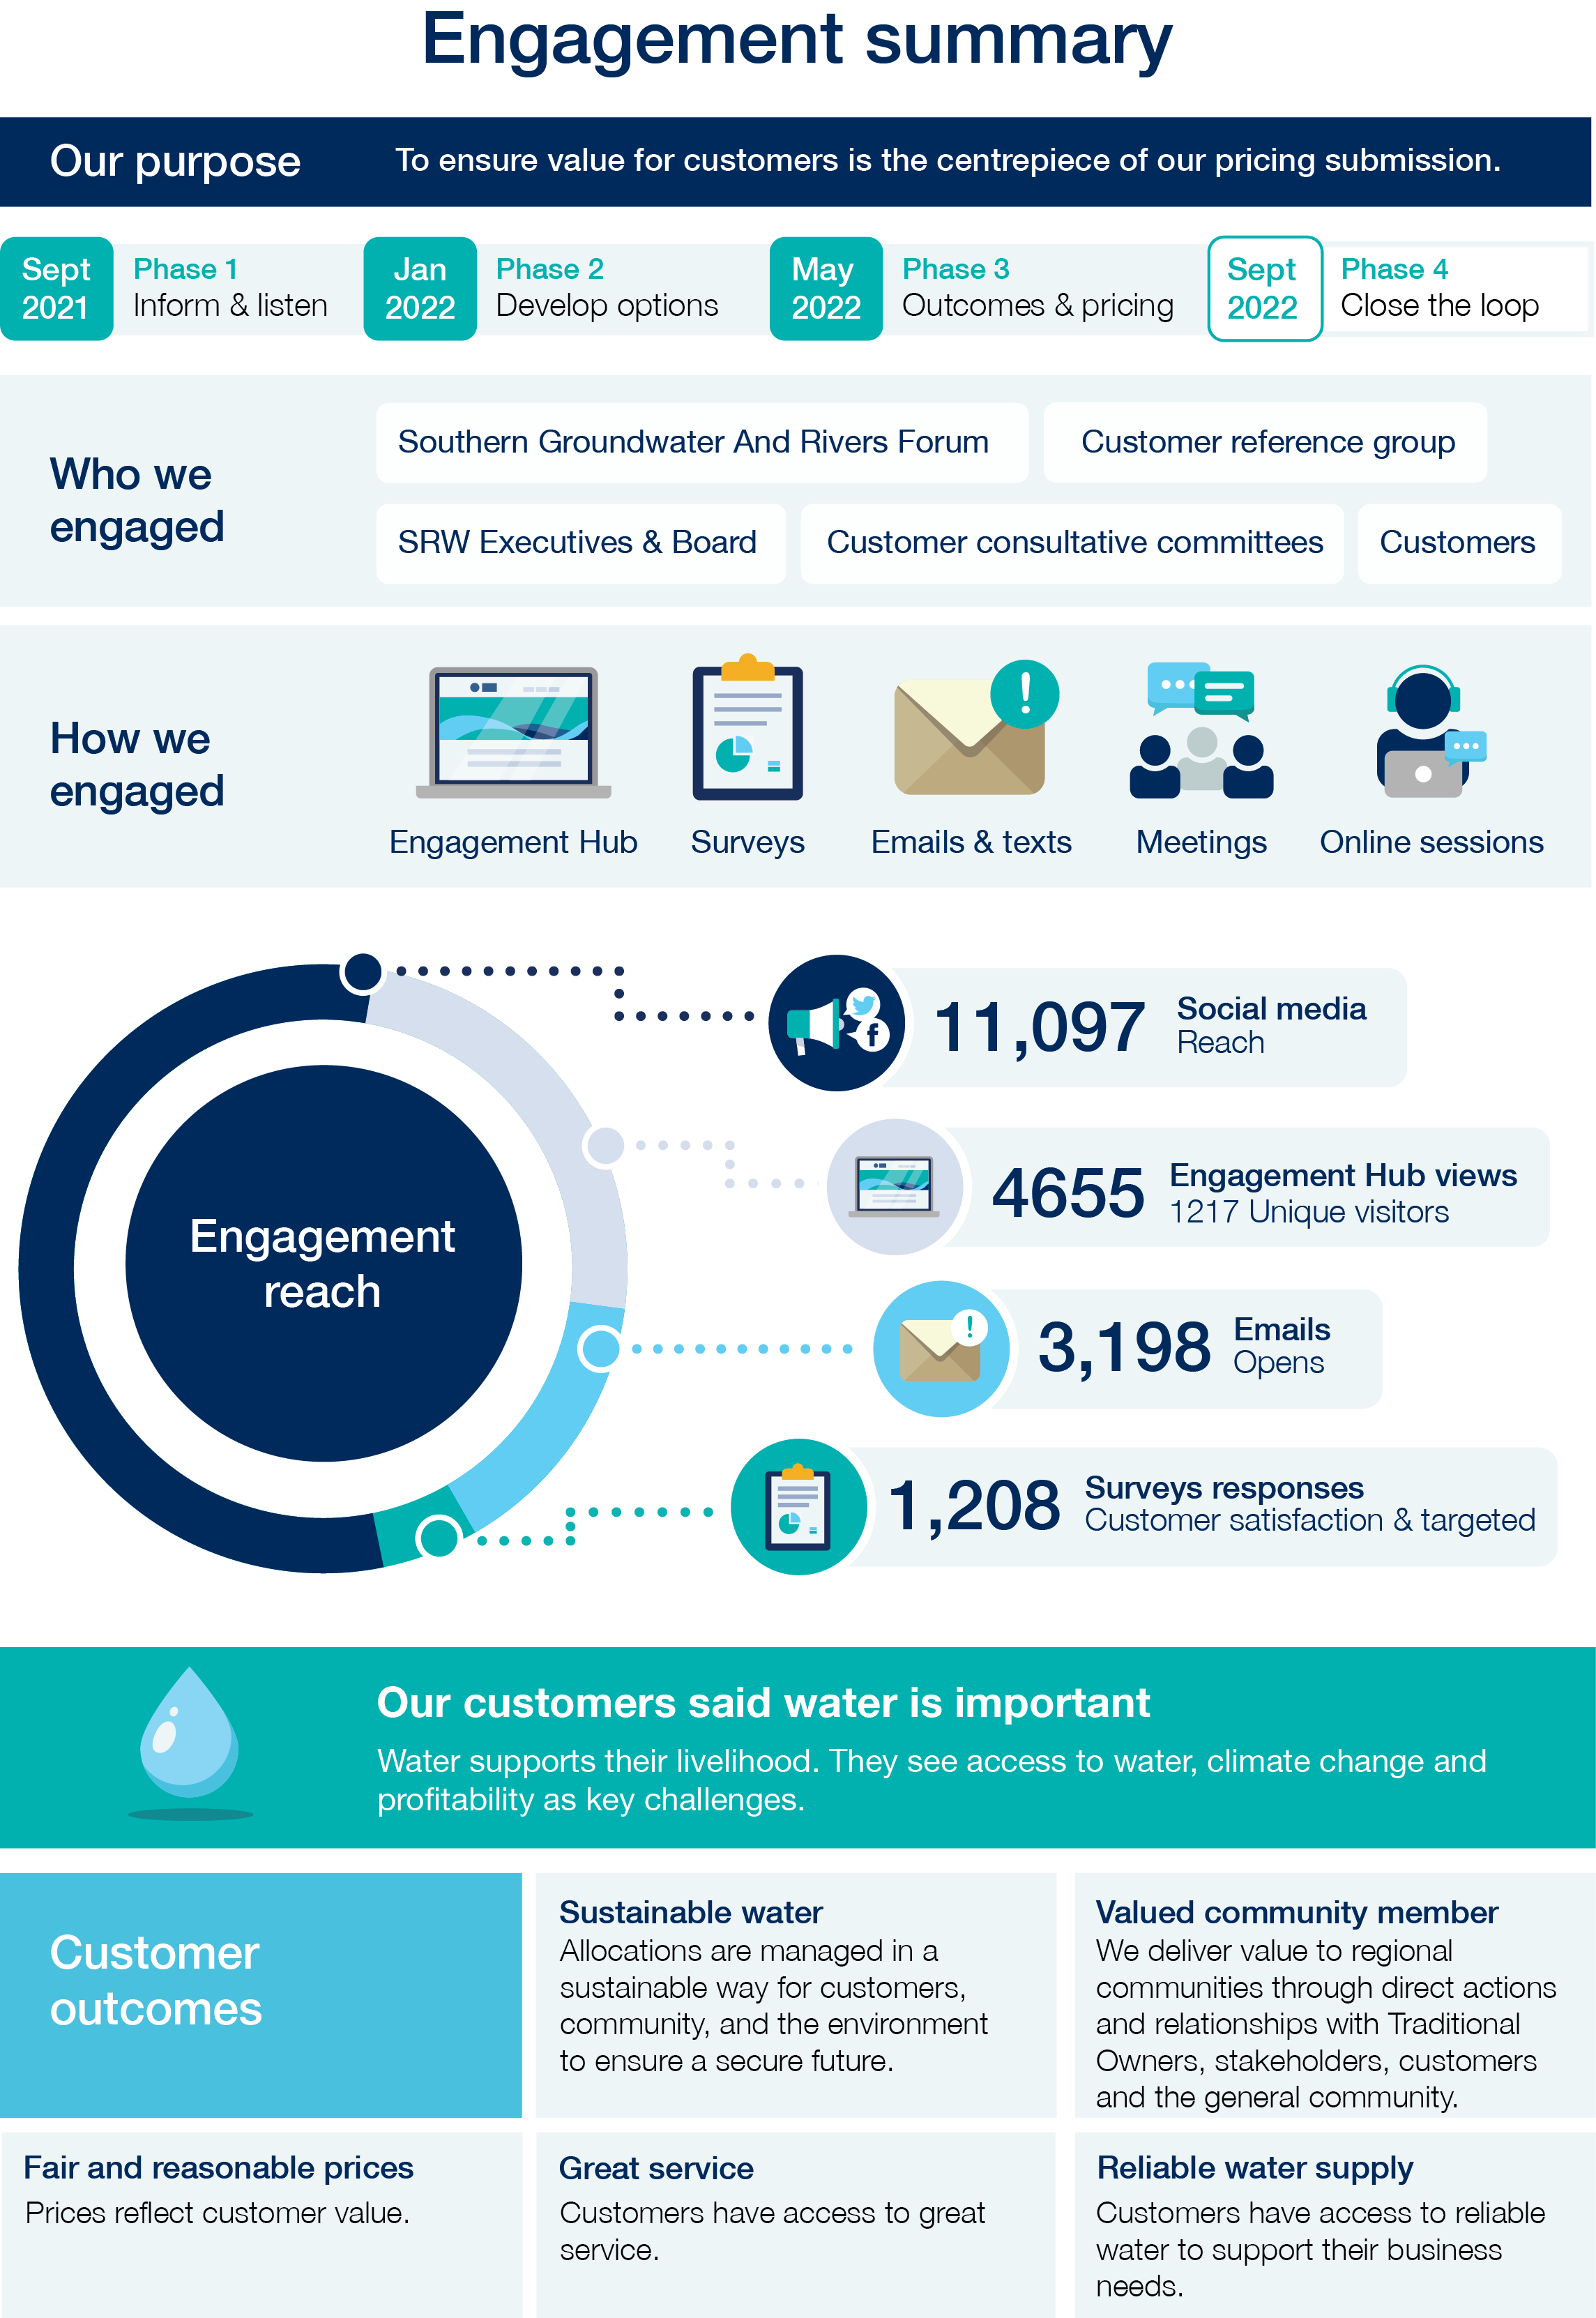 Engagement summary
Our purpose
To ensure value for customers is the centrepiece of our pricing submission.
Sept
2021
Phase 1
Inform & listen
Jan
2022
Phase 2
Develop options
May
2022
Phase 3
Outcomes & pricing
Sept
2022
Phase 4
Close the loop
Who we
engaged
Southern Groundwater And Rivers Forum
Customer reference group
SRW Executives & Board
Customer consultative committees
Customers
How we
engaged
Engagement Hub
Surveys
Emails & texts
Meetings
Online sessions
Engagement
reach
11,097
Social media
Reach
4655
Engagement Hub views
1217 Unique visitors
3,198
Emails
Opens
1,208
Surveys responses
Customer satisfaction & targeted
Our customers said water is important
Water supports their livelihood. They see access to water, climate change and
profitability as key challenges.
Customer
outcomes
Sustainable water
Allocations are managed in a
sustainable way for customers,
community, and the environment
to ensure a secure future.
Valued community member
We deliver value to regional
communities through direct actions
and relationships with Traditional
Owners, stakeholders, customers
and the general community.
Fair and reasonable prices
Prices reflect customer value.
Great service
Customers have access to great
service.
Reliable water supply
Customers have access to reliable
water to support their business
needs.